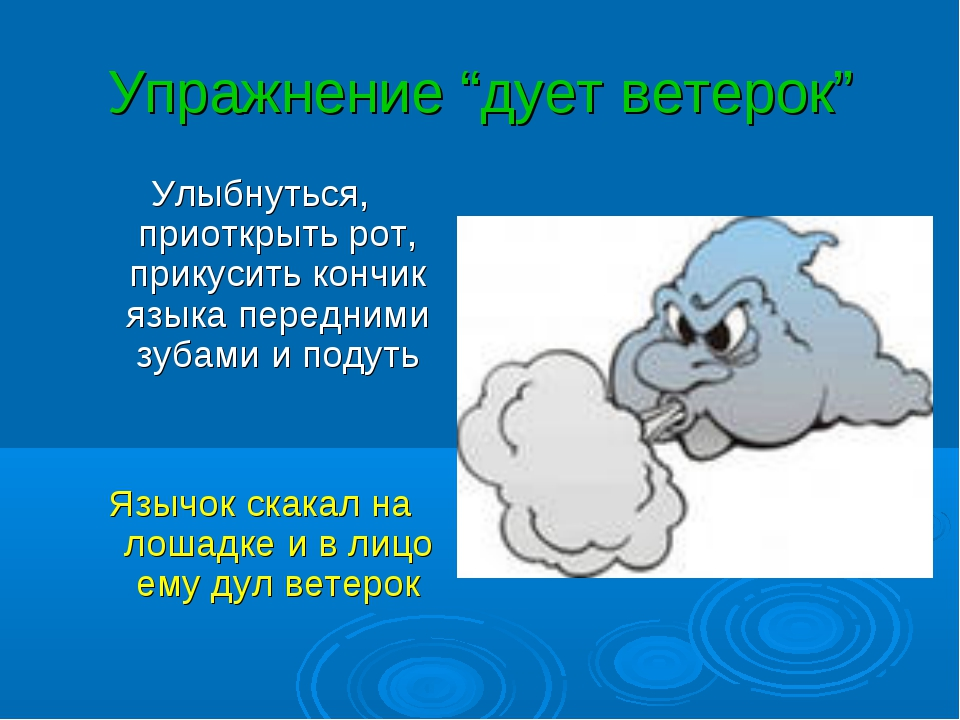 Упражнение “дует ветерок”
Улыбнуться,
приоткрыть рот,
прикусить кончик
языка передними
зубами и подуть
Язычок скакал на
лошадке и в лицо
ему дул ветерок